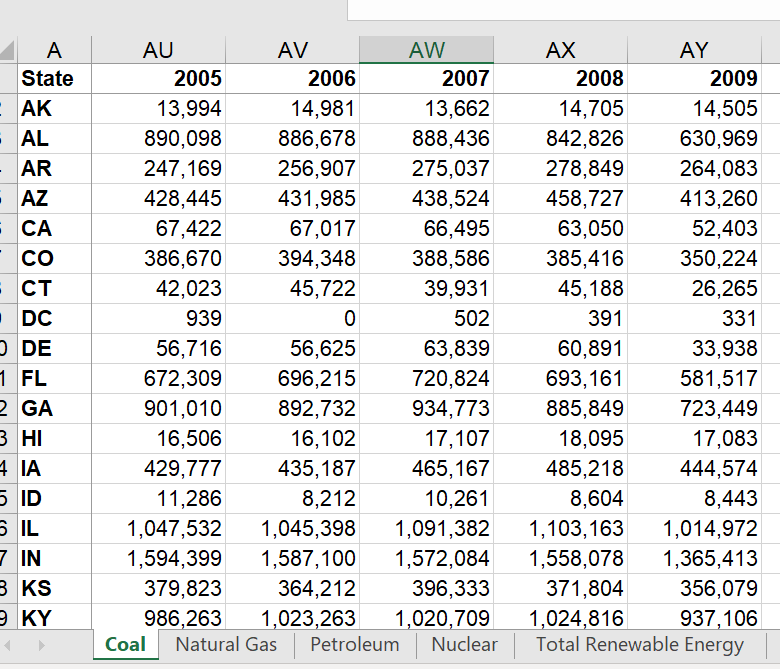 A AU AV AW AX AY
State 2005 2006 2007 2008 2009
AK 13,994 14,981 13,662 14,705 14,505
AL 890,098 886,678 888,436 842,826 630,969
AR 247,169 256,907 275,037 278,849 264,083
AZ 428,445 431,985 438,524 458,727 413,260
CA 67,422 67,017 66,495 63,050 52,403
CO 386,670 394,348 388,586 385,416 350,224
CT 42,023 45,722 39,931 45,188 26,265
DC 939 0 502 391 331
DE 56,716 56,625 63,839 60,891 33,938
FL 672,309 696,215 720,824 693,161 581,517
GA 901,010 892,732 934,773 885,849 723,449
HI 16,506 16,102 17,107 18,095 17,083
IA 429,777 435,187 465,167 485,218 444,574
ID 11,286 8,212 10,261 8,604 8,443
IL 1,047,532 1,045,398 1,091,382 1,103,163 1,014,972
IN 1,594,399 1,587,100 1,572,084 1,558,078 1,365,413
KS 379,823 364,212 396,333 371,804 356,079
KY 986,263 1,023,263 1,020,709 1,024,816 937,106
Coal Natural Gas Petroleum Nuclear Total Renewable Energy